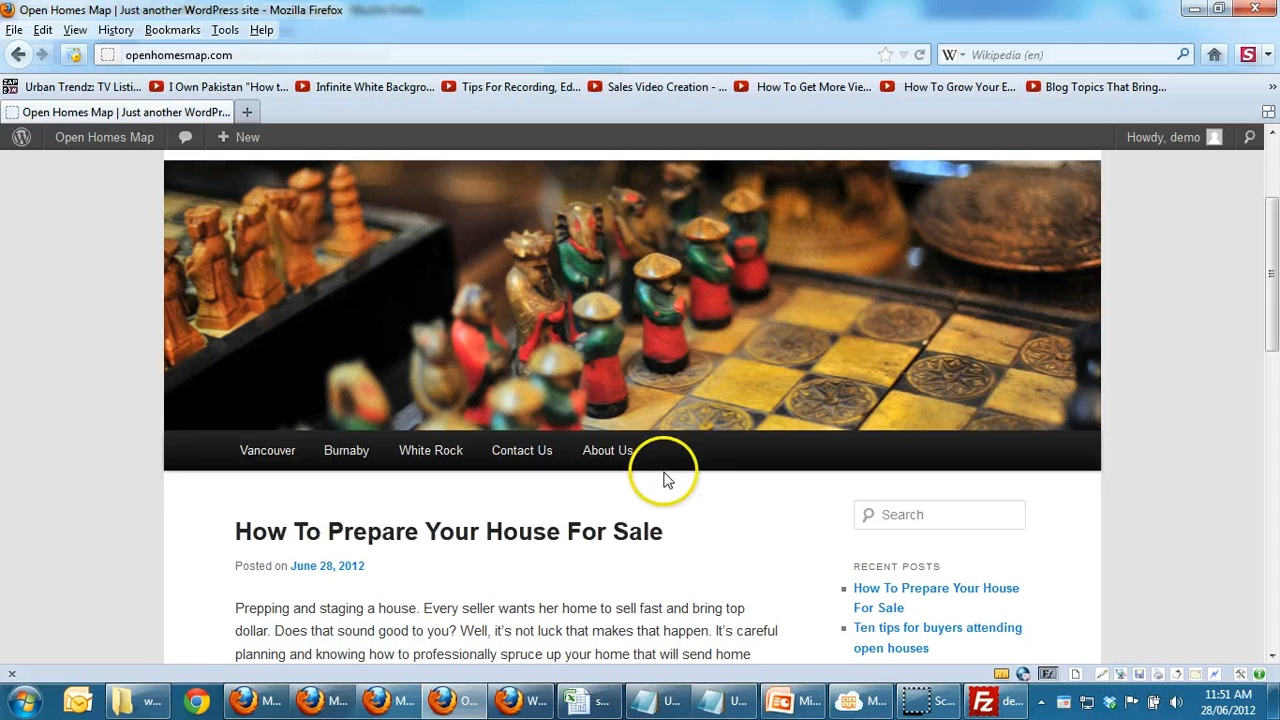 Open Homes Map | Just another WordPress site - Mozilla Firefox
File Edit View History Bookmarks Tools Help
openhomesmap.com
W Wikipedia (en)
Urban Trendz: TV Listi... I Own Pakistan "How t... Infinite White Backgro... Tips For Recording, Ed... Sales Video Creation - ... How To Get More Vie... How To Grow Your E... Blog Topics That Bring...
Open Homes Map | Just another WordPr...
Open Homes Map New Howdy, demo
Vancouver Burnaby White Rock Contact Us About Us
How To Prepare Your House For Sale
Posted on June 28, 2012
Prepping and staging a house. Every seller wants her home to sell fast and bring top
dollar. Does that sound good to you? Well, it's not luck that makes that happen. It's careful
planning and knowing how to professionally spruce up your home that will send home
Search
RECENT POSTS
How To Prepare Your House
For Sale
Ten tips for buyers attending
open houses
w... M... M... M... O... W... s... U... U... Mi... M... Sc... de...
11:51 AM
28/06/2012